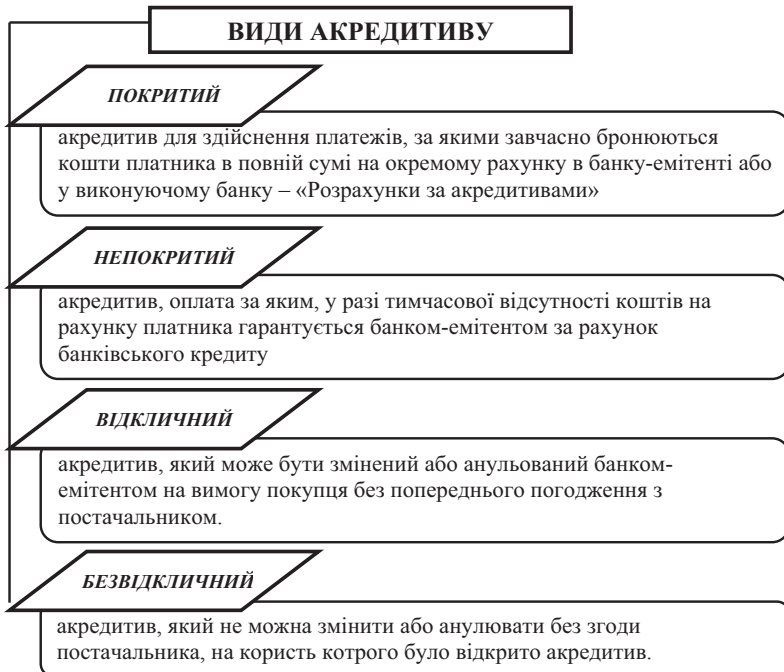 ВИДИ АКРЕДИТИВУ
ПОКРИТИЙ
акредитив для здійснення платежів, за якими завчасно бронюються
кошти платника в повній сумі на окремому рахунку в банку-емітенті або
у виконуючому банку – «Розрахунки за акредитивами»
НЕПОКРИТИЙ
акредитив, оплата за яким, у разі тимчасової відсутності коштів на
рахунку платника гарантується банком-емітентом за рахунок
банківського кредиту
ВІДКЛИЧНИЙ
акредитив, який може бути змінений або анульований банком-
емітентом на вимогу покупця без попереднього погодження з
постачальником.
БЕЗВІДКЛИЧНИЙ
акредитив, який не можна змінити або анулювати без згоди
постачальника, на користь котрого було відкрито акредитив.